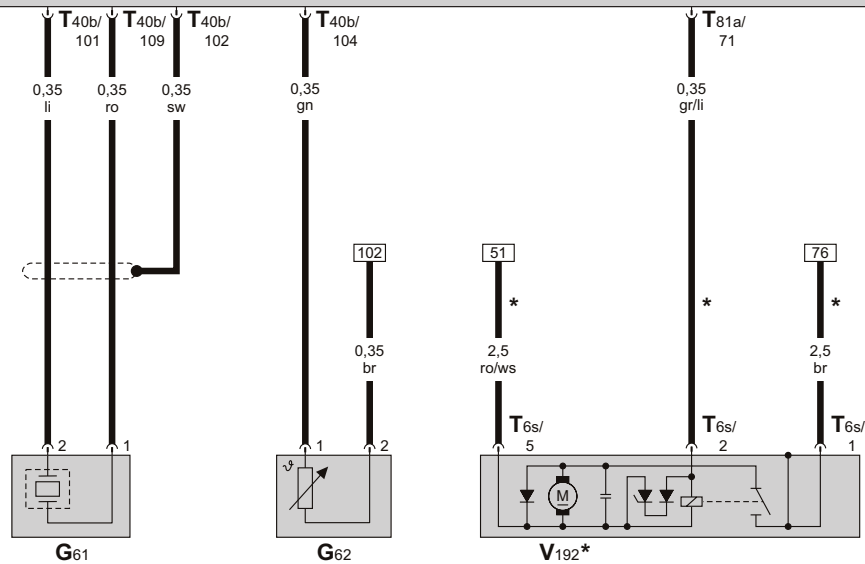 T40b/ T40b/ T40b/ T40b/ T81a/
101 109 102 104 71
0,35 0,35 0,35 0,35 0,35
li ro sw gn gr/li
102 51 76
* * *
0,35 2,5 2,5
br ro/ws br
T6s/ T6s/ T6s/
2 1 1 2 5 2 1
ϑ
M
G61 G62 V192*